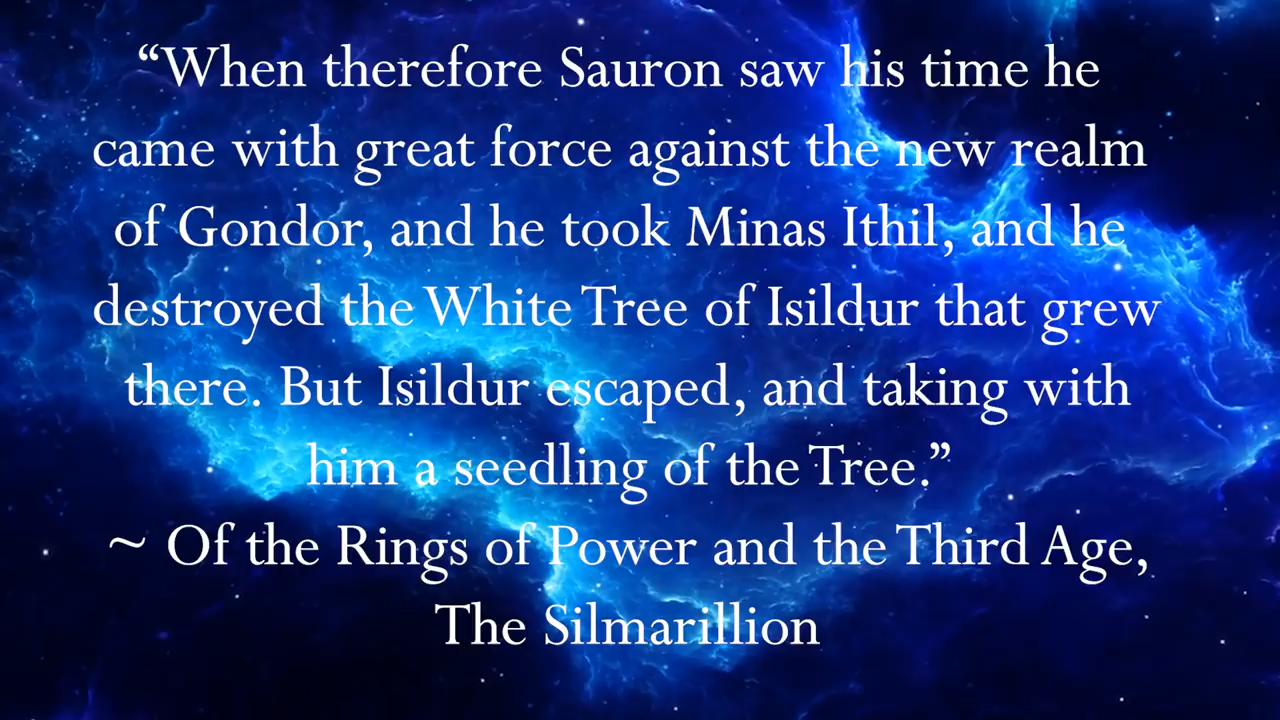 “When therefore Sauron saw his time he
came with great force against the new realm
of Gondor, and he took Minas Ithil, and he
destroyed the White Tree of Isildur that grew
there. But Isildur escaped, and taking with
him a seedling of the Tree.”
~ Of the Rings of Power and the Third Age,
The Silmarillion